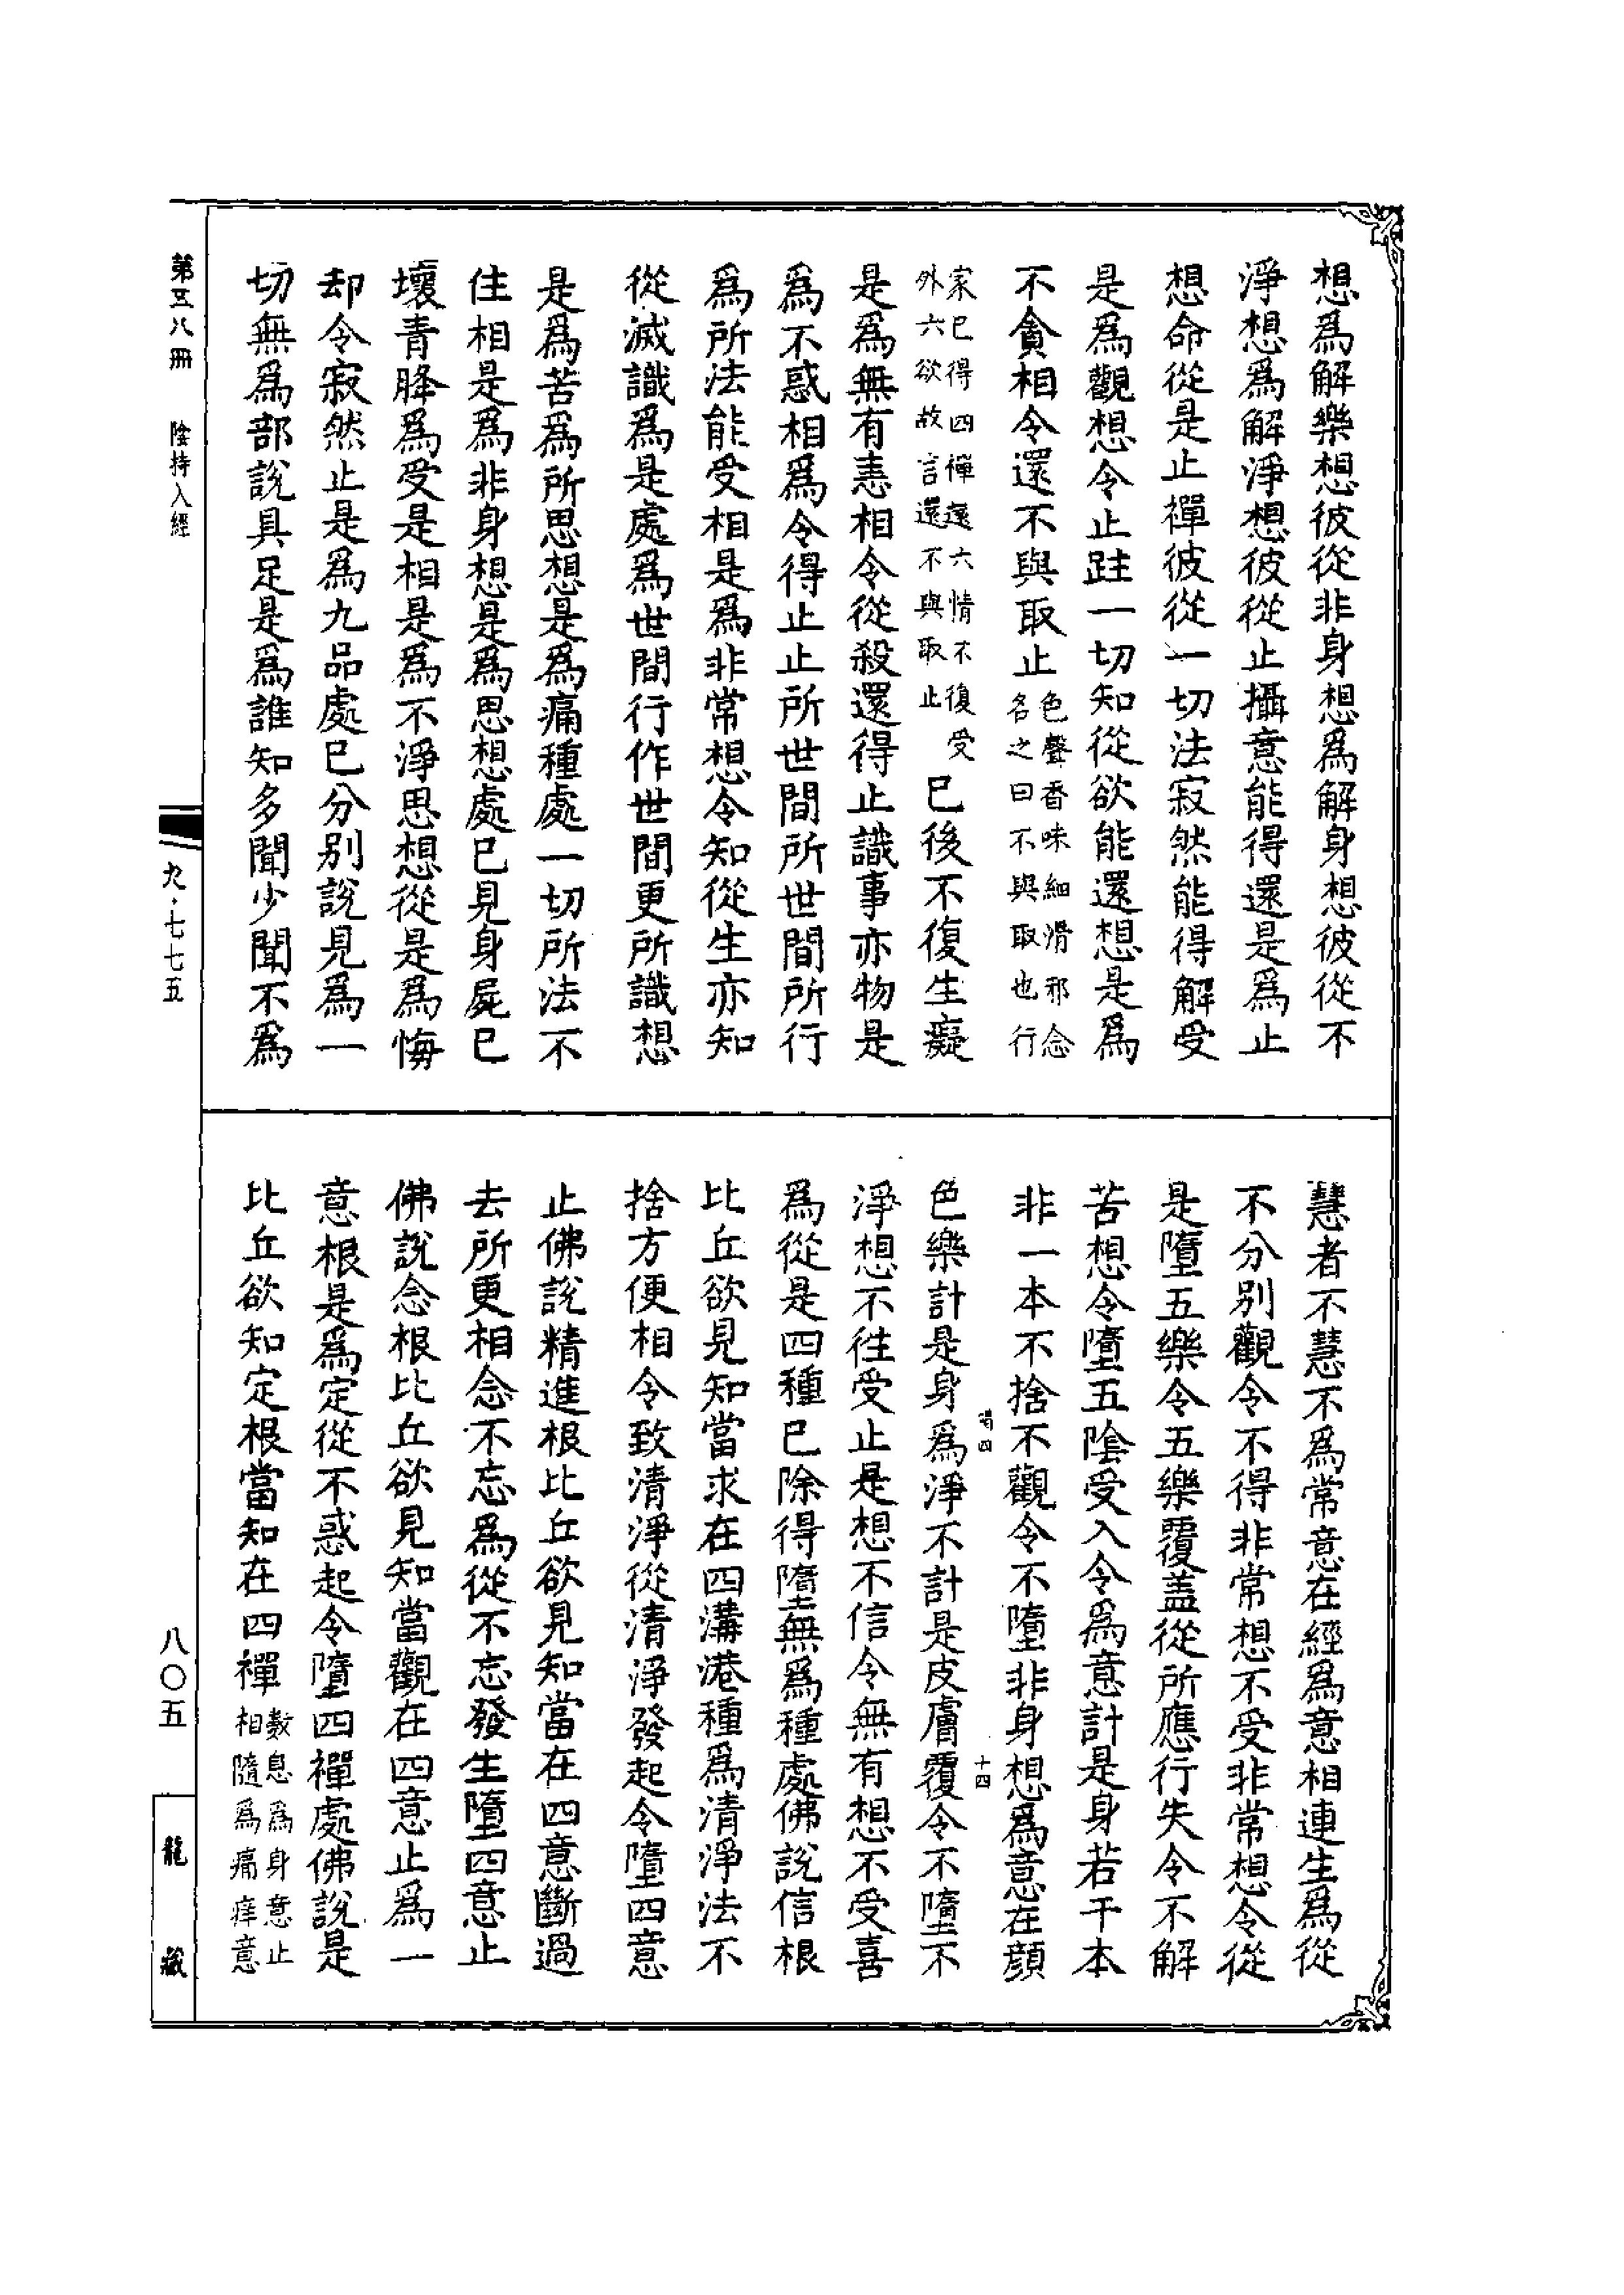 想爲解樂想彼從非身想爲解身想彼從不
淨想爲解淨想彼從止攝意能得還是爲止
想命從是止禪彼從一切法寂然能得解受
是爲觀想令止跓一切知從欲能還想是爲
不貪相令還不與取止色聲香味細滑邪念名之曰不與取也行
家已得四禪還六情不復受外六欲故言還不與取止已後不復生癡
是爲無有恚相令從殺還得止識事亦物是
爲不惑相爲令得止止所世間所世間所行
爲所法能受相是爲非常想令知從生亦知
從滅識爲是處爲世間行作世間更所識想
是爲苦爲所思想是爲痛種處一切所法不
住相是爲非身想是爲思想處已見身屍已
壞青胮爲受是相是爲不淨思想從是爲悔
却令寂然止是爲九品處已分別說見爲一
切無爲部說具足是爲誰知多聞少聞不爲
慧者不慧不爲常意在經爲意相連生爲從
不分別觀令不得非常想不受非常想令從
是墮五樂令五樂覆盖從所應行失令不解
苦想令墮五陰受入令爲意計是身若干本
非一本不捨不觀令不墮非身想爲意在顏
色樂計是身爲淨不計是皮膚覆令不墮不
淨想不徃受止是想不信令無有想不受喜
爲從是四種已除得墮無爲種處佛說信根
比丘欲見知當求在四溝港種爲清淨法不
捨方便相令致清淨從清淨發起令墮四意
止佛說精進根比丘欲見知當在四意斷過
去所更相念不忘爲從不忘發生墮四意止
佛說念根比丘欲見知當觀在四意止爲一
意根是爲定從不惑起令墮四禪處佛說是
比丘欲知定根當知在四禪數息爲身意止相隨爲痛痒意
十四
第五八冊
陰持入經
九·七七五
八〇五
龍藏